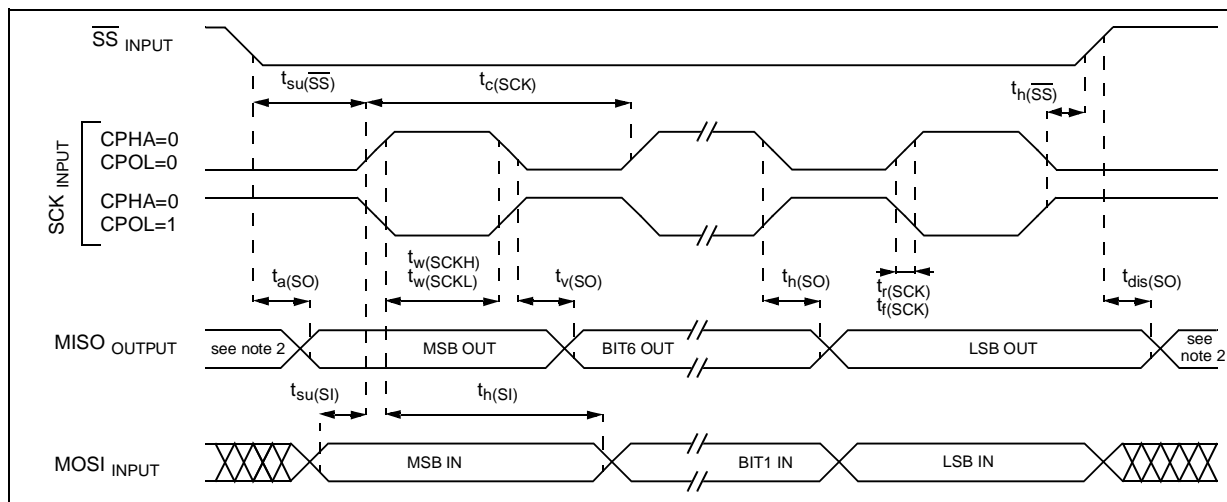 SS INPUT
tsu(SS)
tc(SCK)
th(SS)
SCK INPUT
CPHA=0
CPOL=0
CPHA=0
CPOL=1
ta(SO)
tw(SCKH)
tw(SCKL)
tv(SO)
th(SO)
tr(SCK)
tf(SCK)
tdis(SO)
MISO OUTPUT
see note 2
MSB OUT
BIT6 OUT
LSB OUT
see
note 2
tsu(SI)
th(SI)
MOSI INPUT
MSB IN
BIT1 IN
LSB IN